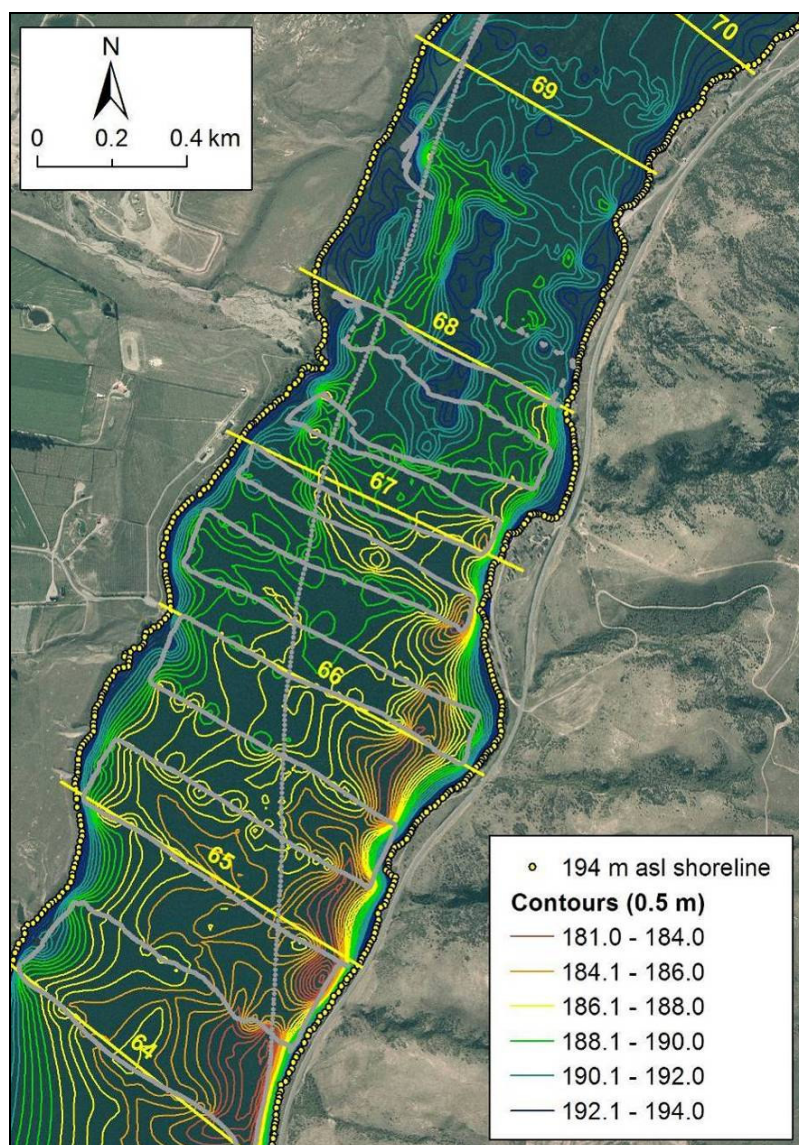 N
0 0.2 0.4 km
70
69
68
67
66
65
64
194 m asl shoreline
Contours (0.5 m)
181.0 - 184.0
184.1 - 186.0
186.1 - 188.0
188.1 - 190.0
190.1 - 192.0
192.1 - 194.0